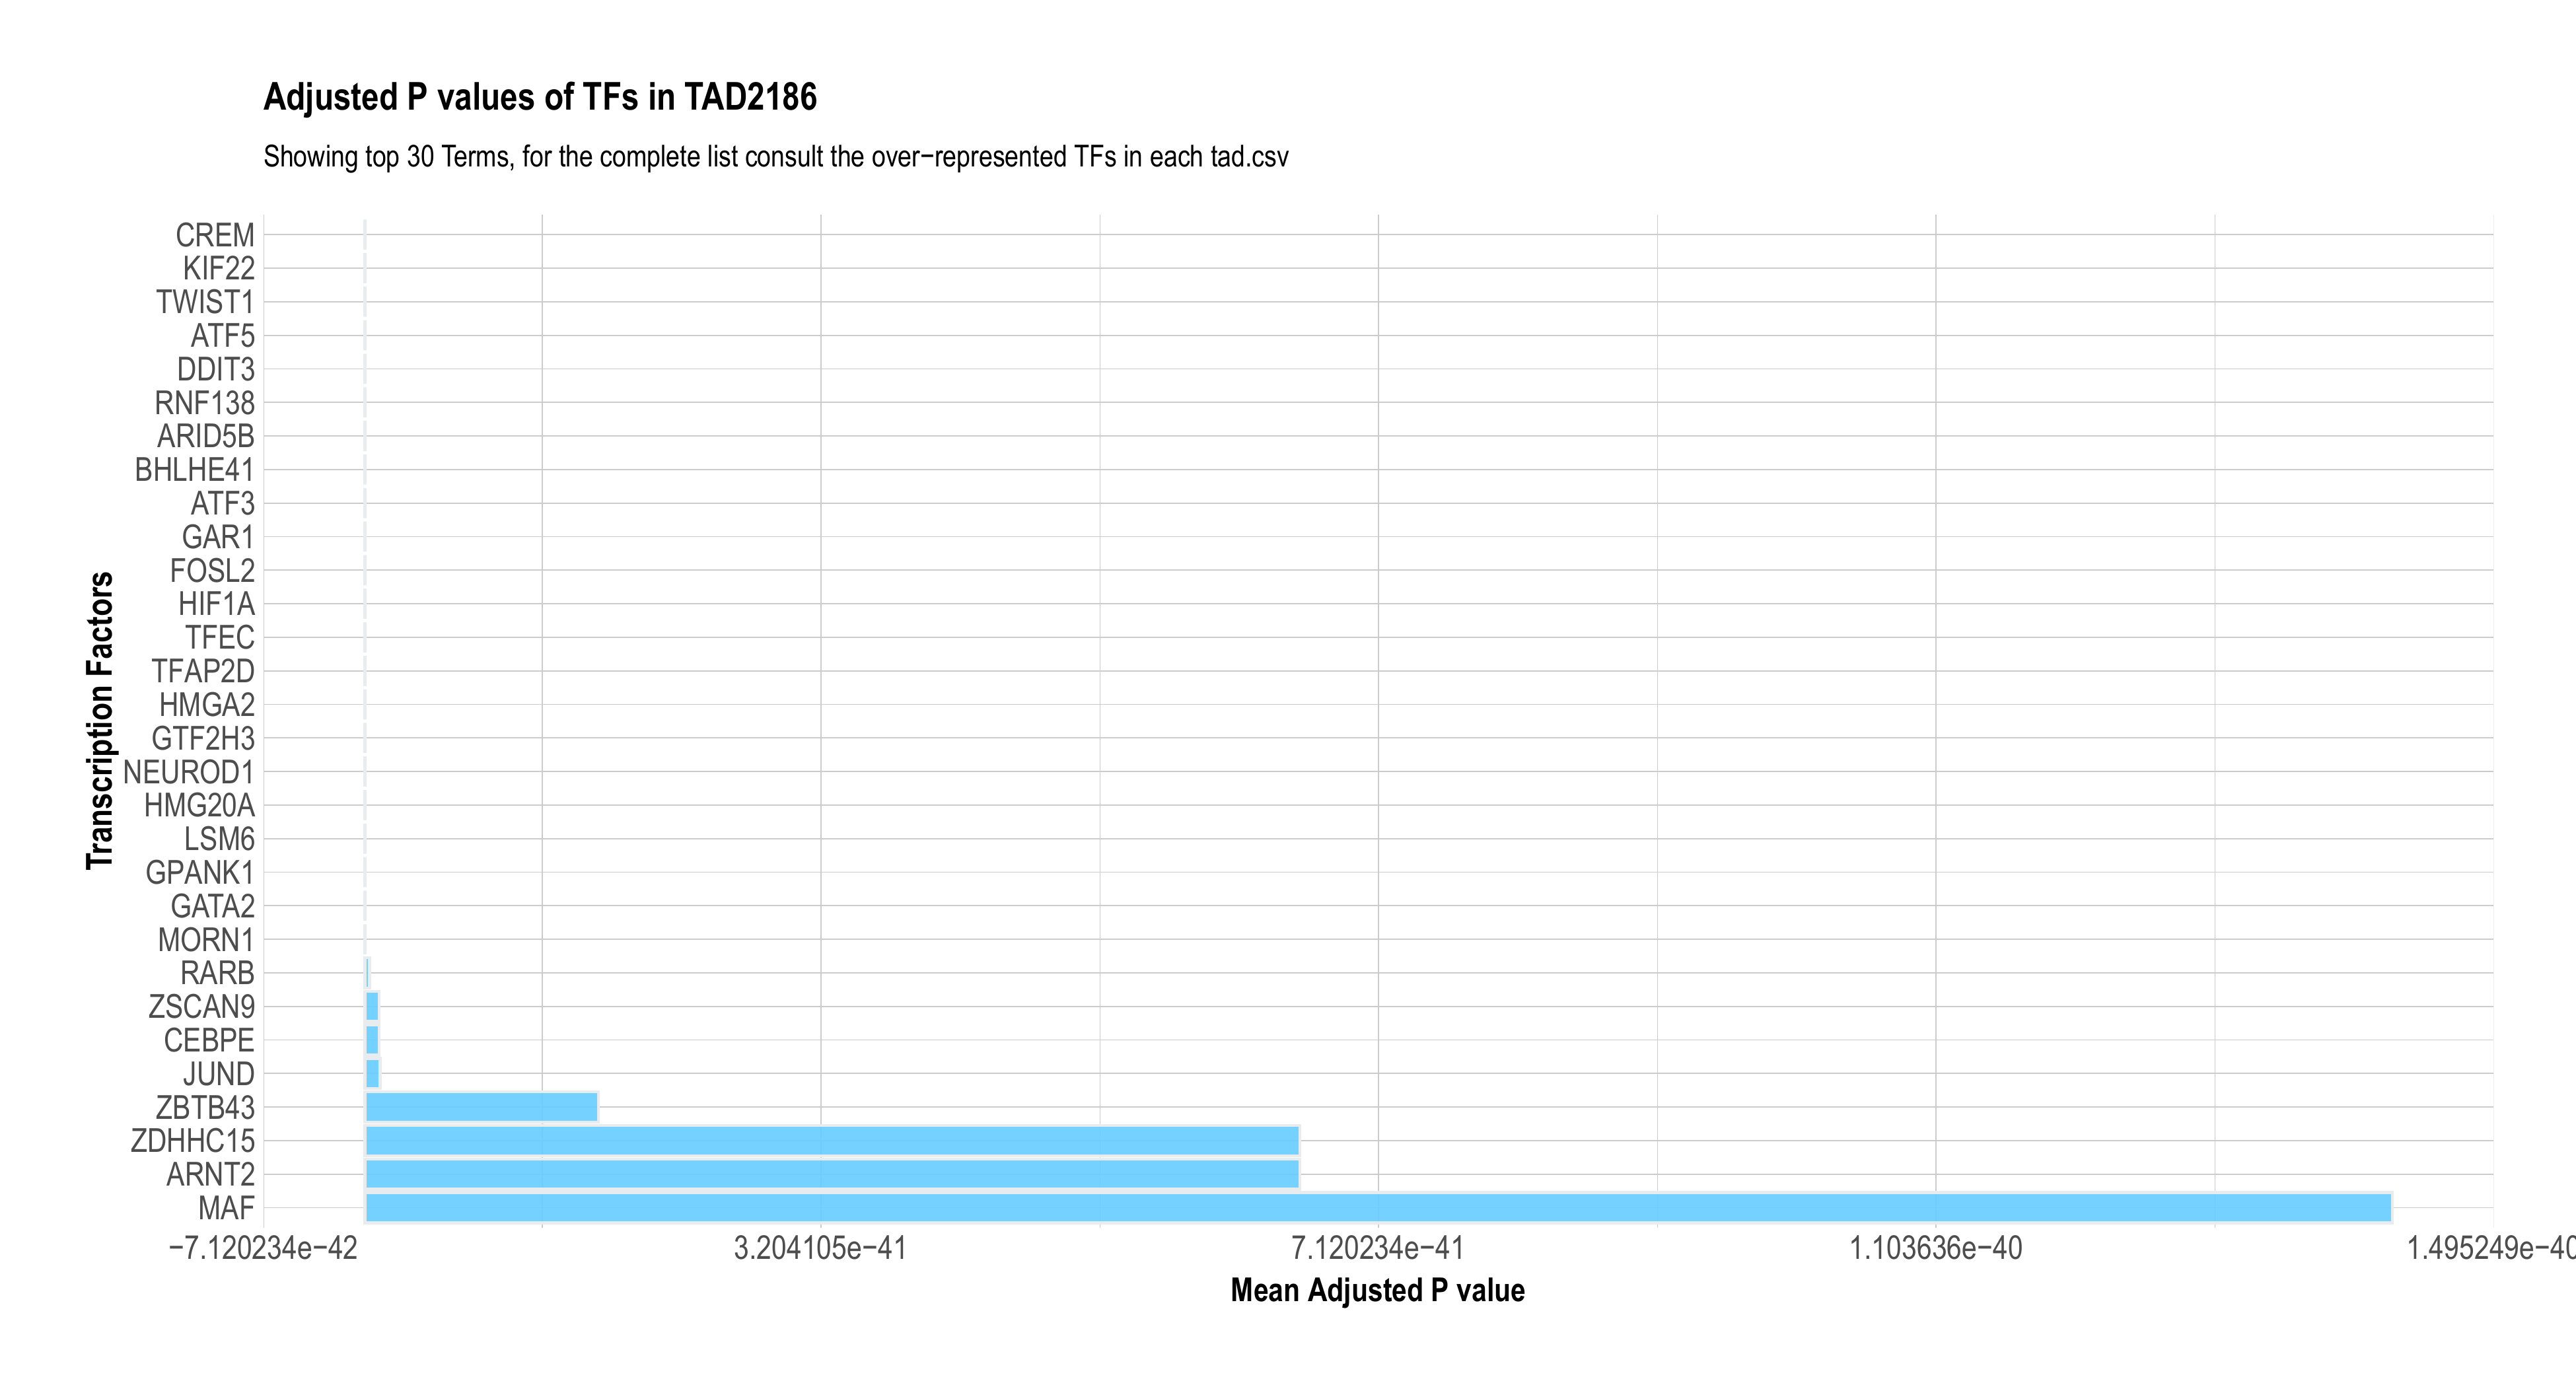 Adjusted P values of TFs in TAD2186
Showing top 30 Terms, for the complete list consult the over−represented TFs in each tad.csv
Transcription Factors
CREM
KIF22
TWIST1
ATF5
DDIT3
RNF138
ARID5B
BHLHE41
ATF3
GAR1
FOSL2
HIF1A
TFEC
TFAP2D
HMGA2
GTF2H3
NEUROD1
HMG20A
LSM6
GPANK1
GATA2
MORN1
RARB
ZSCAN9
CEBPE
JUND
ZBTB43
ZDHHC15
ARNT2
MAF
−7.120234e−42 3.204105e−41 7.120234e−41 1.103636e−40 1.495249e−40
Mean Adjusted P value